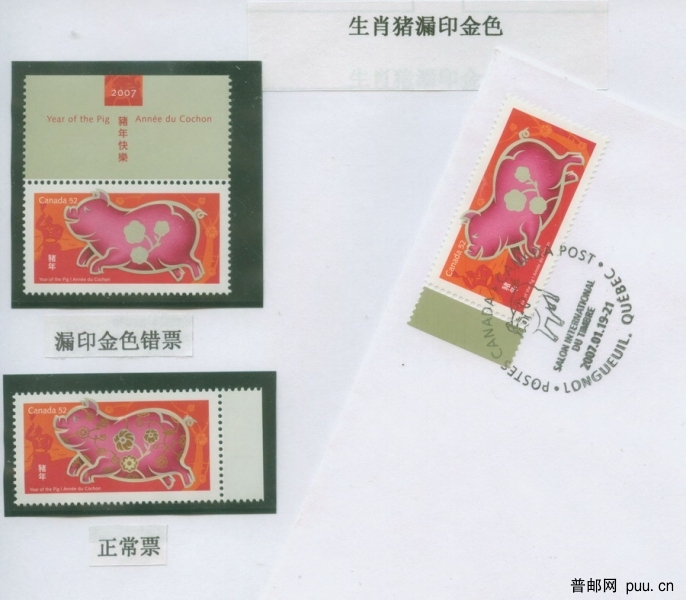 生肖猪漏印金色
2007
Year of the Pig
Année du Cochon
豬年快樂
Canada 52
豬年
Year of the Pig | Année du Cochon
漏印金色错票
Canada 52
豬年
Year of the Pig | Année du Cochon
正常票
Canada 52
豬年
POSTES CANADA • CANADA POST •
SALON INTERNATIONAL
DU TIMBRE
2007.01.19-21
LONGUEUIL, QUÉBEC
普邮网 puu.cn